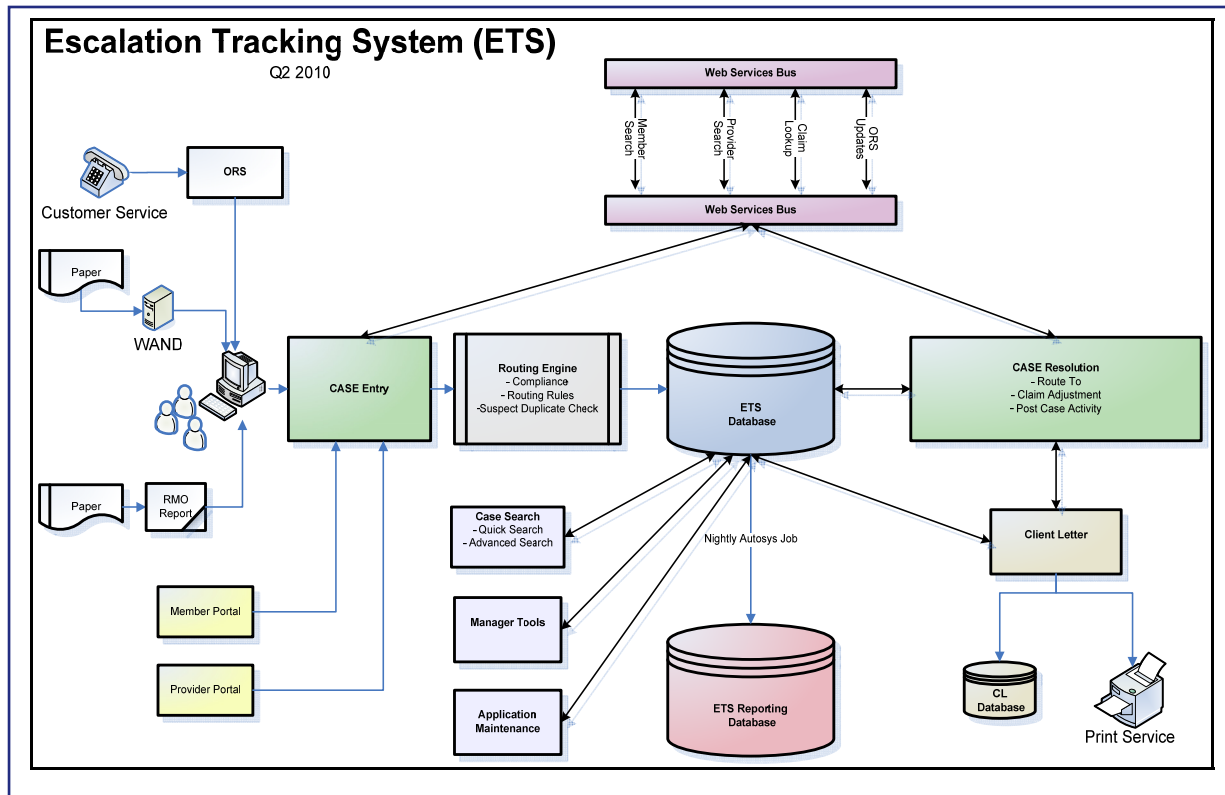 Escalation Tracking System (ETS)
Q2 2010
Web Services Bus
Member
Search
Provider
Search
Claim
Lookup
ORS
Updates
Web Services Bus
ORS
Customer Service
Paper
WAND
CASE Entry
Routing Engine
- Compliance
- Routing Rules
-Suspect Duplicate Check
ETS
Database
CASE Resolution
- Route To
- Claim Adjustment
- Post Case Activity
Paper
RMO
Report
Case Search
- Quick Search
- Advanced Search
Nightly Autosys Job
Client Letter
Member Portal
Manager Tools
Provider Portal
Application
Maintenance
ETS Reporting
Database
CL
Database
Print Service